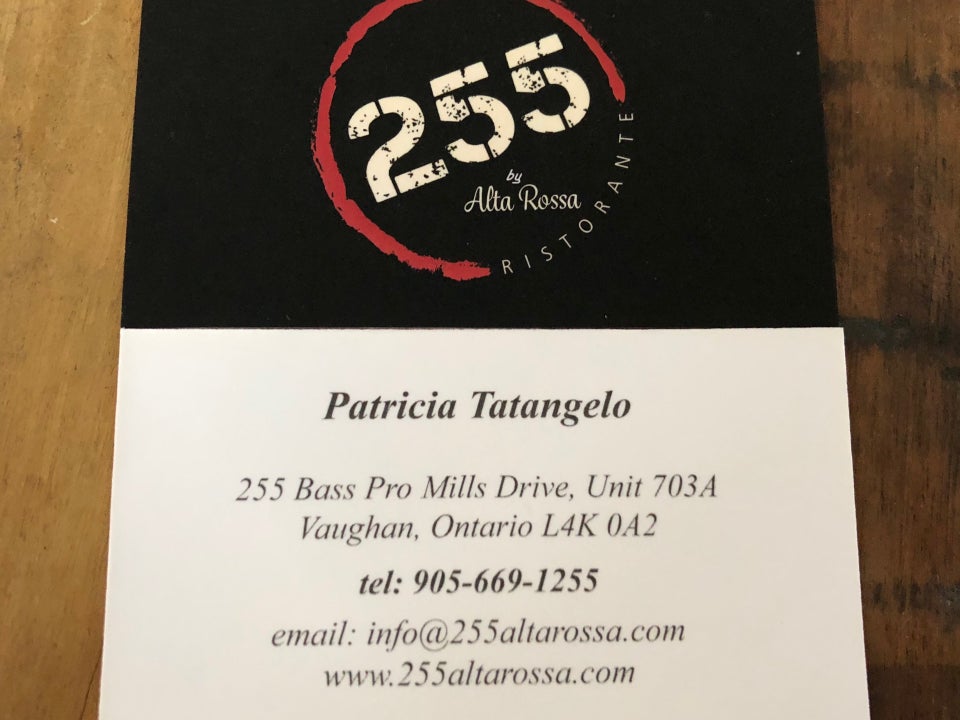 255
by
Alta Rossa
RISTORANTE
Patricia Tatangelo
255 Bass Pro Mills Drive, Unit 703A
Vaughan, Ontario L4K 0A2
tel: 905-669-1255
email: info@255altarossa.com
www.255altarossa.com